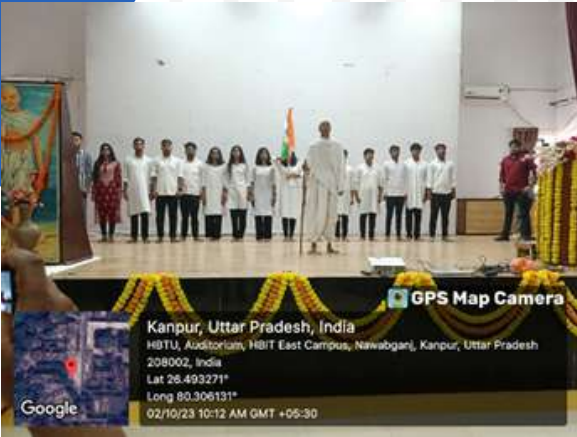 GPS Map Camera
Kanpur, Uttar Pradesh, India
HBTU, Auditorium, HBIT East Campus, Nawabganj, Kanpur, Uttar Pradesh
208002, India
Lat 26.493271°
Long 80.306131°
02/10/23 10:12 AM GMT +05:30
Google